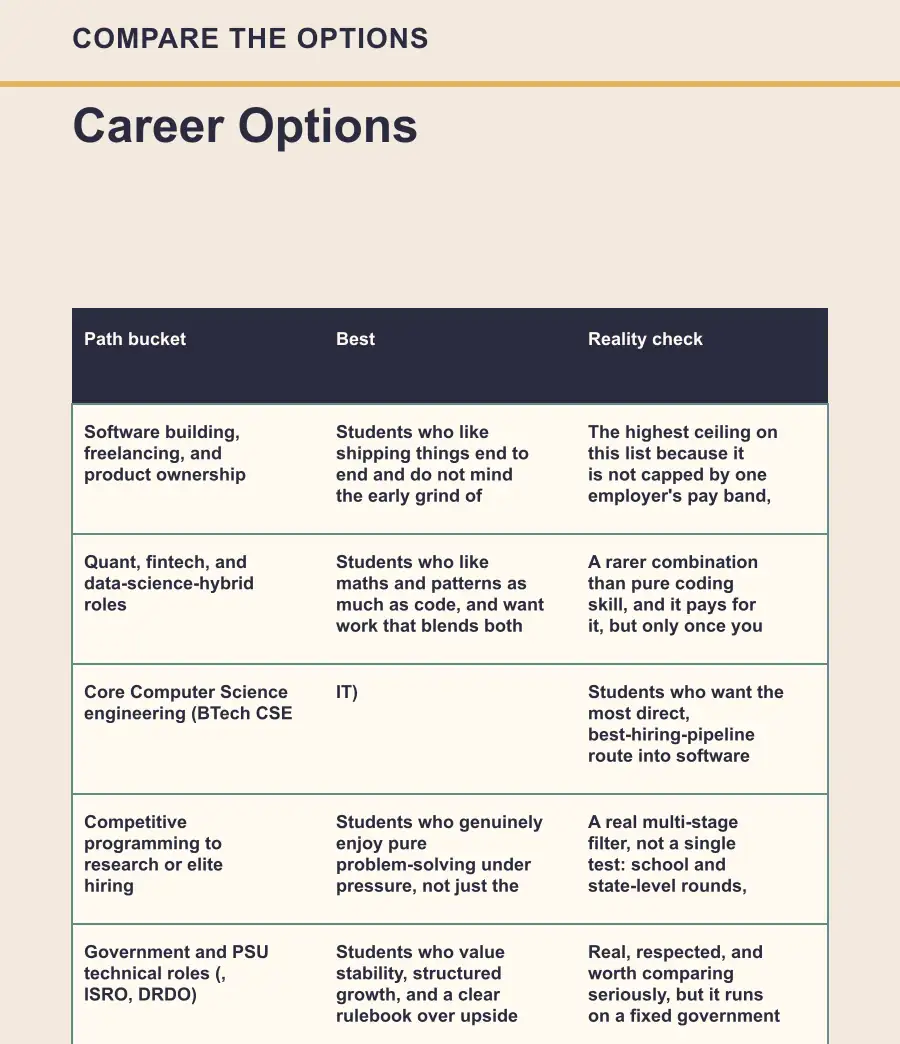 COMPARE THE OPTIONS
Career Options
Path bucket
Best
Reality check
Software building,
freelancing, and
product ownership
Students who like
shipping things end to
end and do not mind
the early grind of
The highest ceiling on
this list because it
is not capped by one
employer's pay band,
Quant, fintech, and
data-science-hybrid
roles
Students who like
maths and patterns as
much as code, and want
work that blends both
A rarer combination
than pure coding
skill, and it pays for
it, but only once you
Core Computer Science
engineering (BTech CSE
IT)
Students who want the
most direct,
best-hiring-pipeline
route into software
Competitive
programming to
research or elite
hiring
Students who genuinely
enjoy pure
problem-solving under
pressure, not just the
A real multi-stage
filter, not a single
test: school and
state-level rounds,
Government and PSU
technical roles (,
ISRO, DRDO)
Students who value
stability, structured
growth, and a clear
rulebook over upside
Real, respected, and
worth comparing
seriously, but it runs
on a fixed government